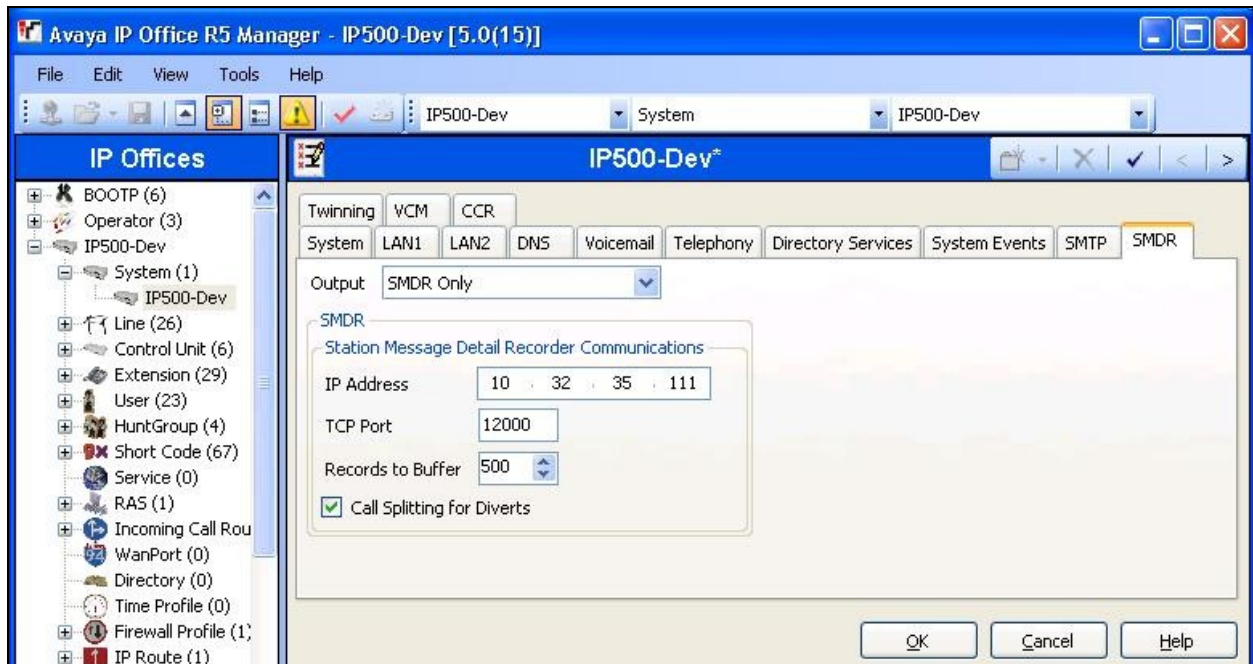 Avaya IP Office R5 Manager - IP500-Dev [5.0(15)]
File Edit View Tools Help
IP500-Dev System IP500-Dev
IP Offices
BOOTP (6)
Operator (3)
IP500-Dev
System (1)
IP500-Dev
Line (26)
Control Unit (6)
Extension (29)
User (23)
HuntGroup (4)
Short Code (67)
Service (0)
RAS (1)
Incoming Call Rou
WanPort (0)
Directory (0)
Time Profile (0)
Firewall Profile (1)
IP Route (1)
IP500-Dev*
Twinning VCM CCR
System LAN1 LAN2 DNS Voicemail Telephony Directory Services System Events SMTP SMDR
Output SMDR Only
SMDR
Station Message Detail Recorder Communications
IP Address 10 . 32 . 35 . 111
TCP Port 12000
Records to Buffer 500
Call Splitting for Diverts
OK Cancel Help